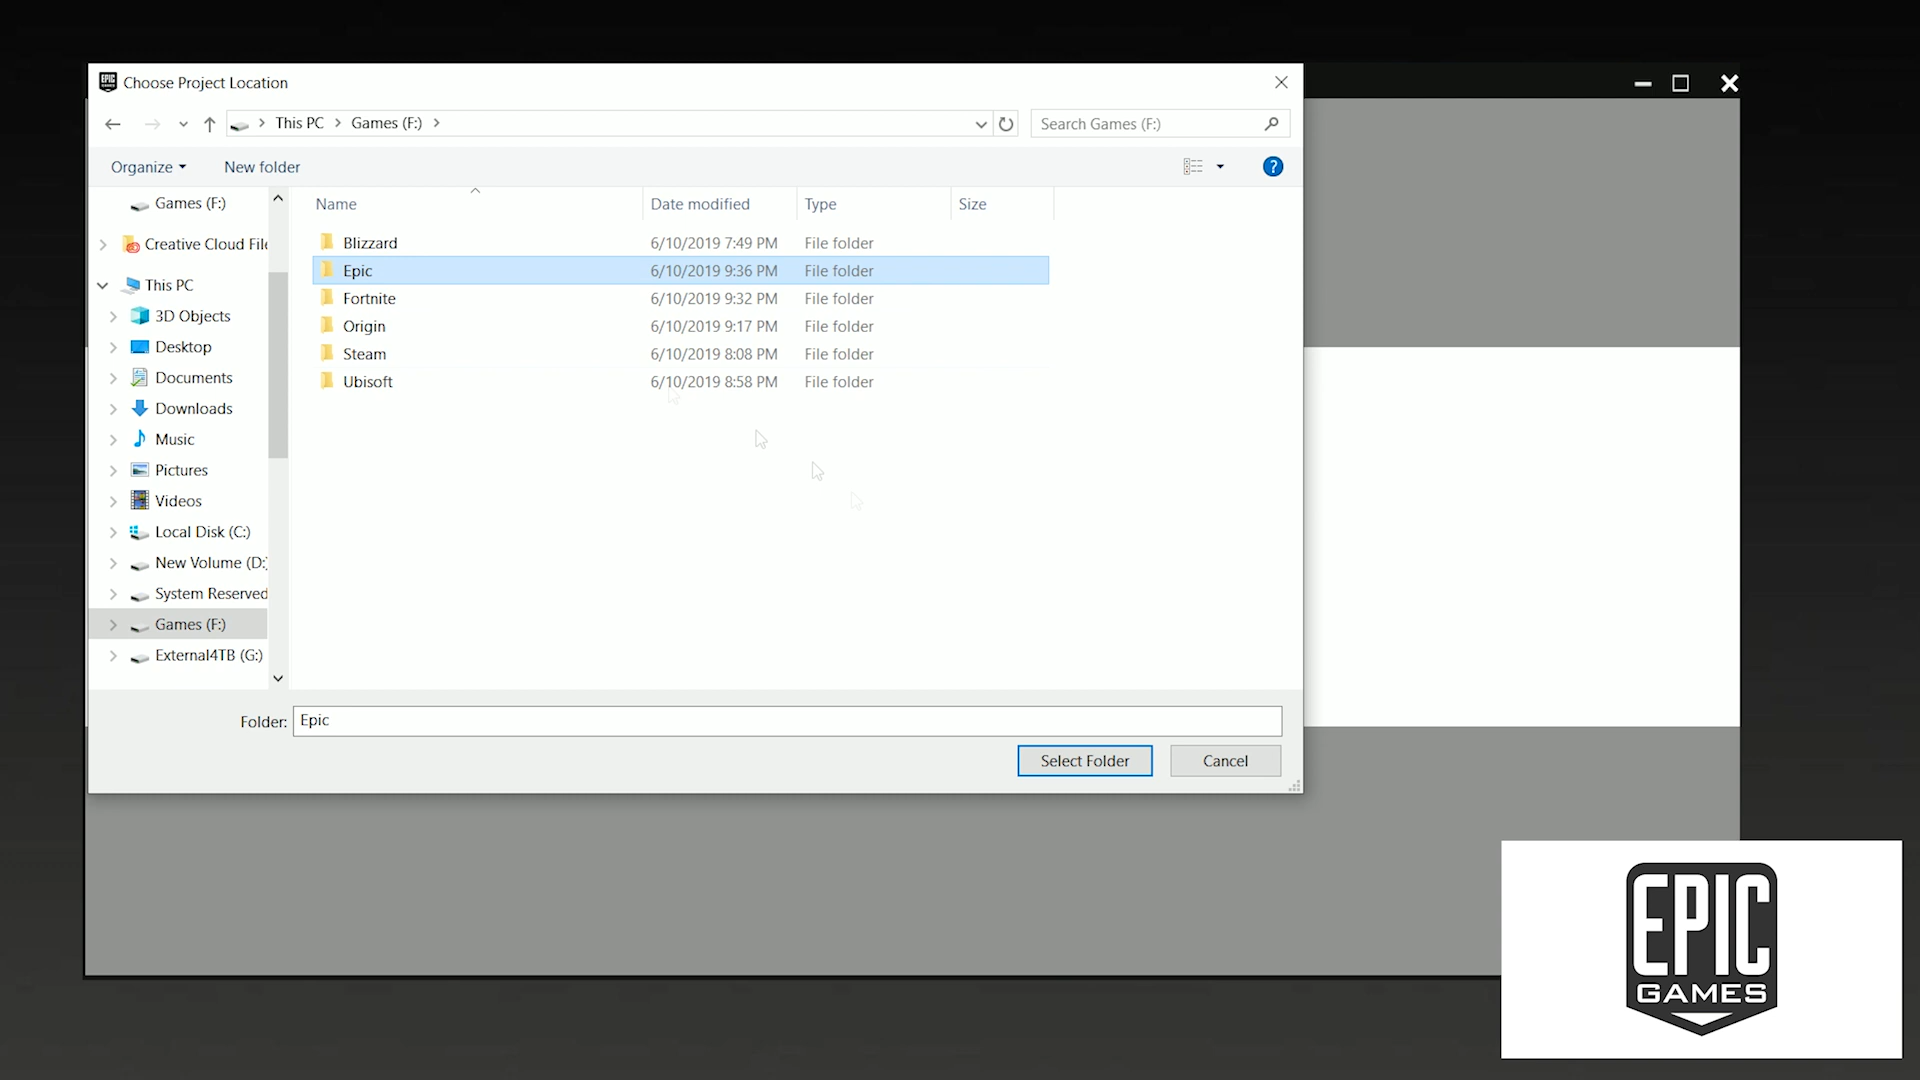 EPIC GAMES Choose Project Location
This PC Games (F:) Search Games (F:)
Organize New folder ?
Name Date modified Type Size
Games (F:)
Creative Cloud File
This PC
3D Objects
Desktop
Documents
Downloads
Music
Pictures
Videos
Local Disk (C:)
New Volume (D:)
System Reserved
Games (F:)
External4TB (G:)
Blizzard 6/10/2019 7:49 PM File folder
Epic 6/10/2019 9:36 PM File folder
Fortnite 6/10/2019 9:32 PM File folder
Origin 6/10/2019 9:17 PM File folder
Steam 6/10/2019 8:08 PM File folder
Ubisoft 6/10/2019 8:58 PM File folder
Folder: Epic
Select Folder Cancel
EPIC
GAMES